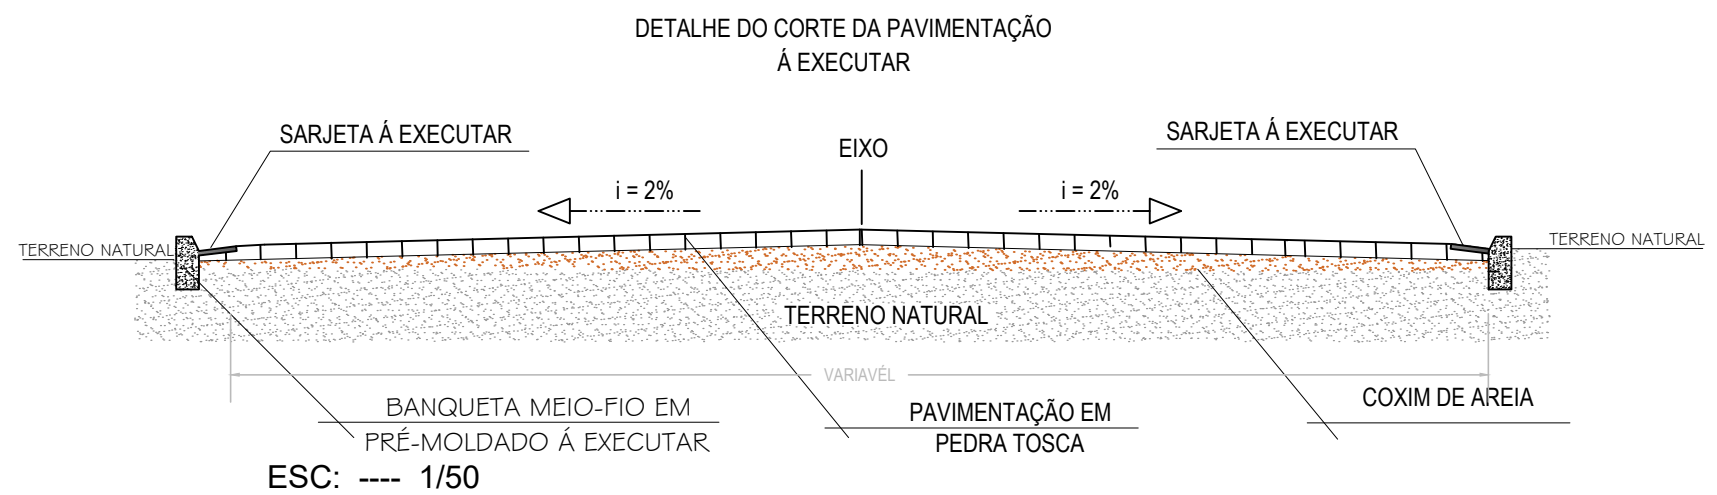 DETALHE DO CORTE DA PAVIMENTAÇÃO
Á EXECUTAR
SARJETA Á EXECUTAR
EIXO
SARJETA Á EXECUTAR
i = 2%
i = 2%
TERRENO NATURAL
TERRENO NATURAL
TERRENO NATURAL
VARIAVÉL
BANQUETA MEIO-FIO EM
PRÉ-MOLDADO Á EXECUTAR
PAVIMENTAÇÃO EM
PEDRA TOSCA
COXIM DE AREIA
ESC: ---- 1/50